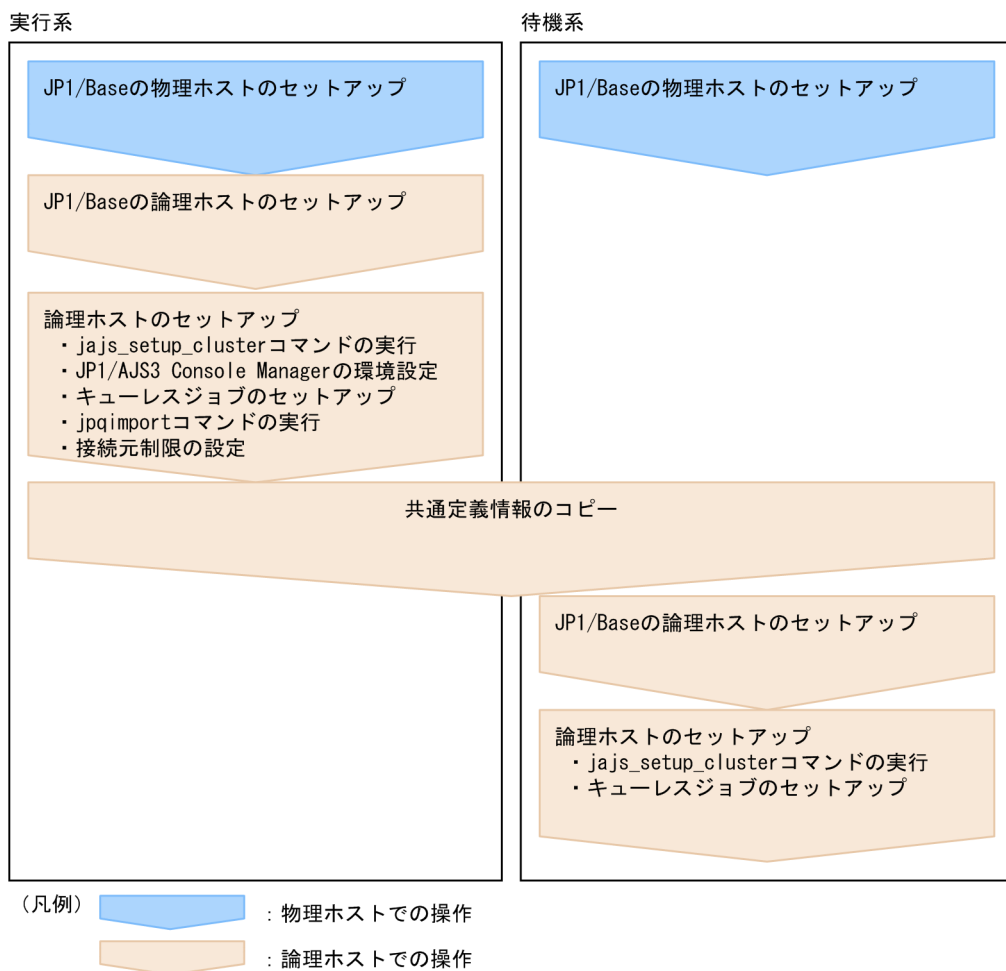 実行系
待機系
JP1/Baseの物理ホストのセットアップ
JP1/Baseの物理ホストのセットアップ
JP1/Baseの論理ホストのセットアップ
論理ホストのセットアップ
・jajs_setup_clusterコマンドの実行
・JP1/AJS3 Console Managerの環境設定
・キューレスジョブのセットアップ
・jpqimportコマンドの実行
・接続元制限の設定
共通定義情報のコピー
JP1/Baseの論理ホストのセットアップ
論理ホストのセットアップ
・jajs_setup_clusterコマンドの実行
・キューレスジョブのセットアップ
（凡例）
：物理ホストでの操作
：論理ホストでの操作